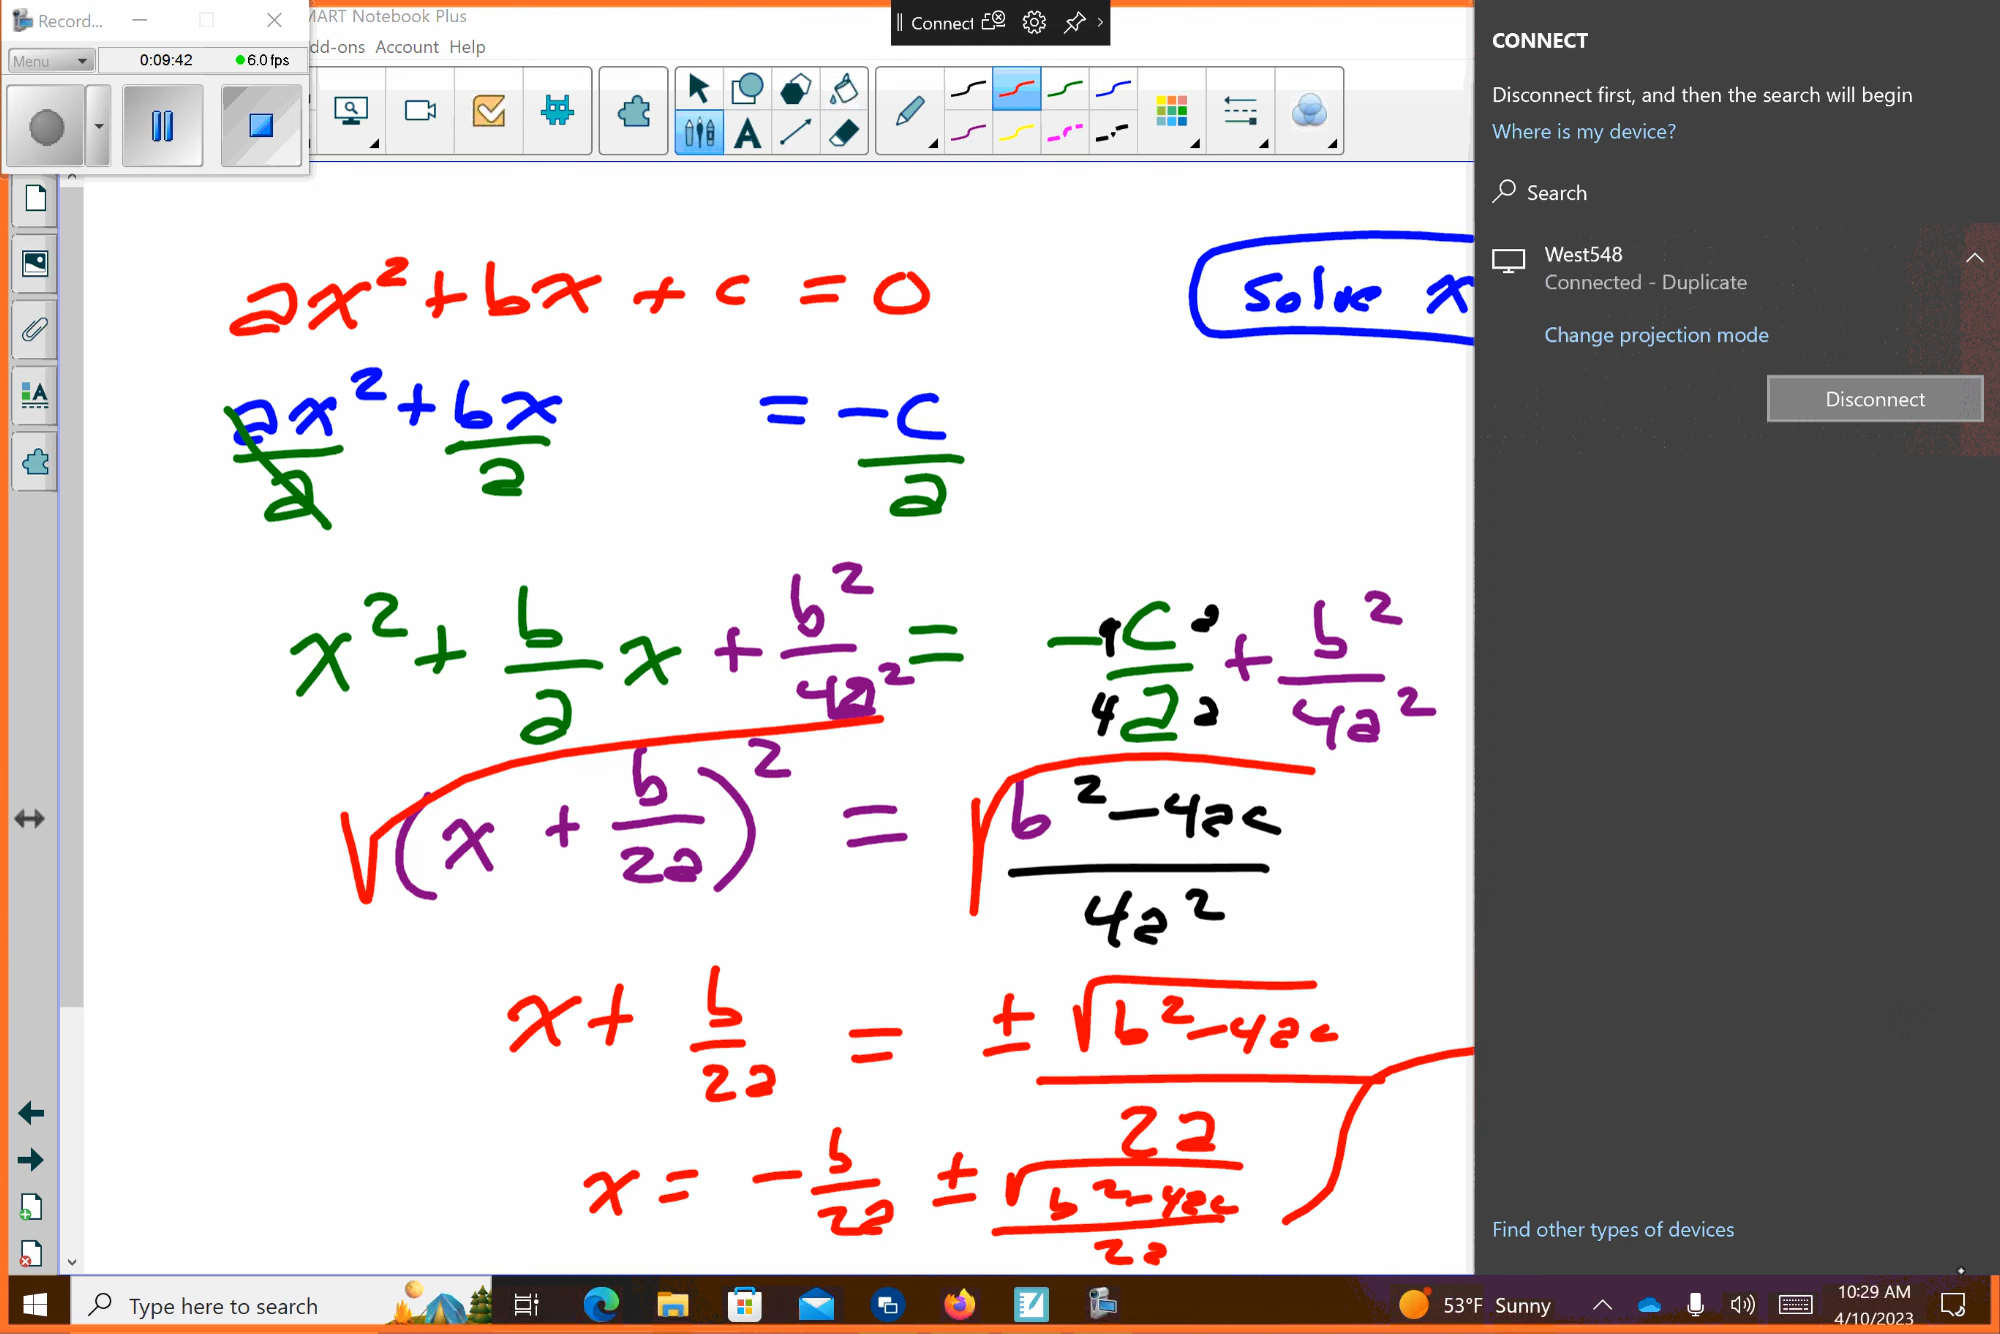 Record...
MART Notebook Plus
Connect
CONNECT
dd-ons Account Help
Menu 0:09:42 6.0 fps
Disconnect first, and then the search will begin
Where is my device?
Search
West548
Connected - Duplicate
Change projection mode
Disconnect
ax² + bx + c = 0
solve x
ax²/a + bx/a = -c/a
x² + b/a x + b²/4a² = -4c a/4a a + b²/4a²
√(x + b/2a)² = √b²-4ac/4a²
x + b/2a = ± √b²-4ac/2a
x = -b/2a ± √b²-4ac/2a
Find other types of devices
Type here to search
53°F Sunny
10:29 AM
4/10/2023